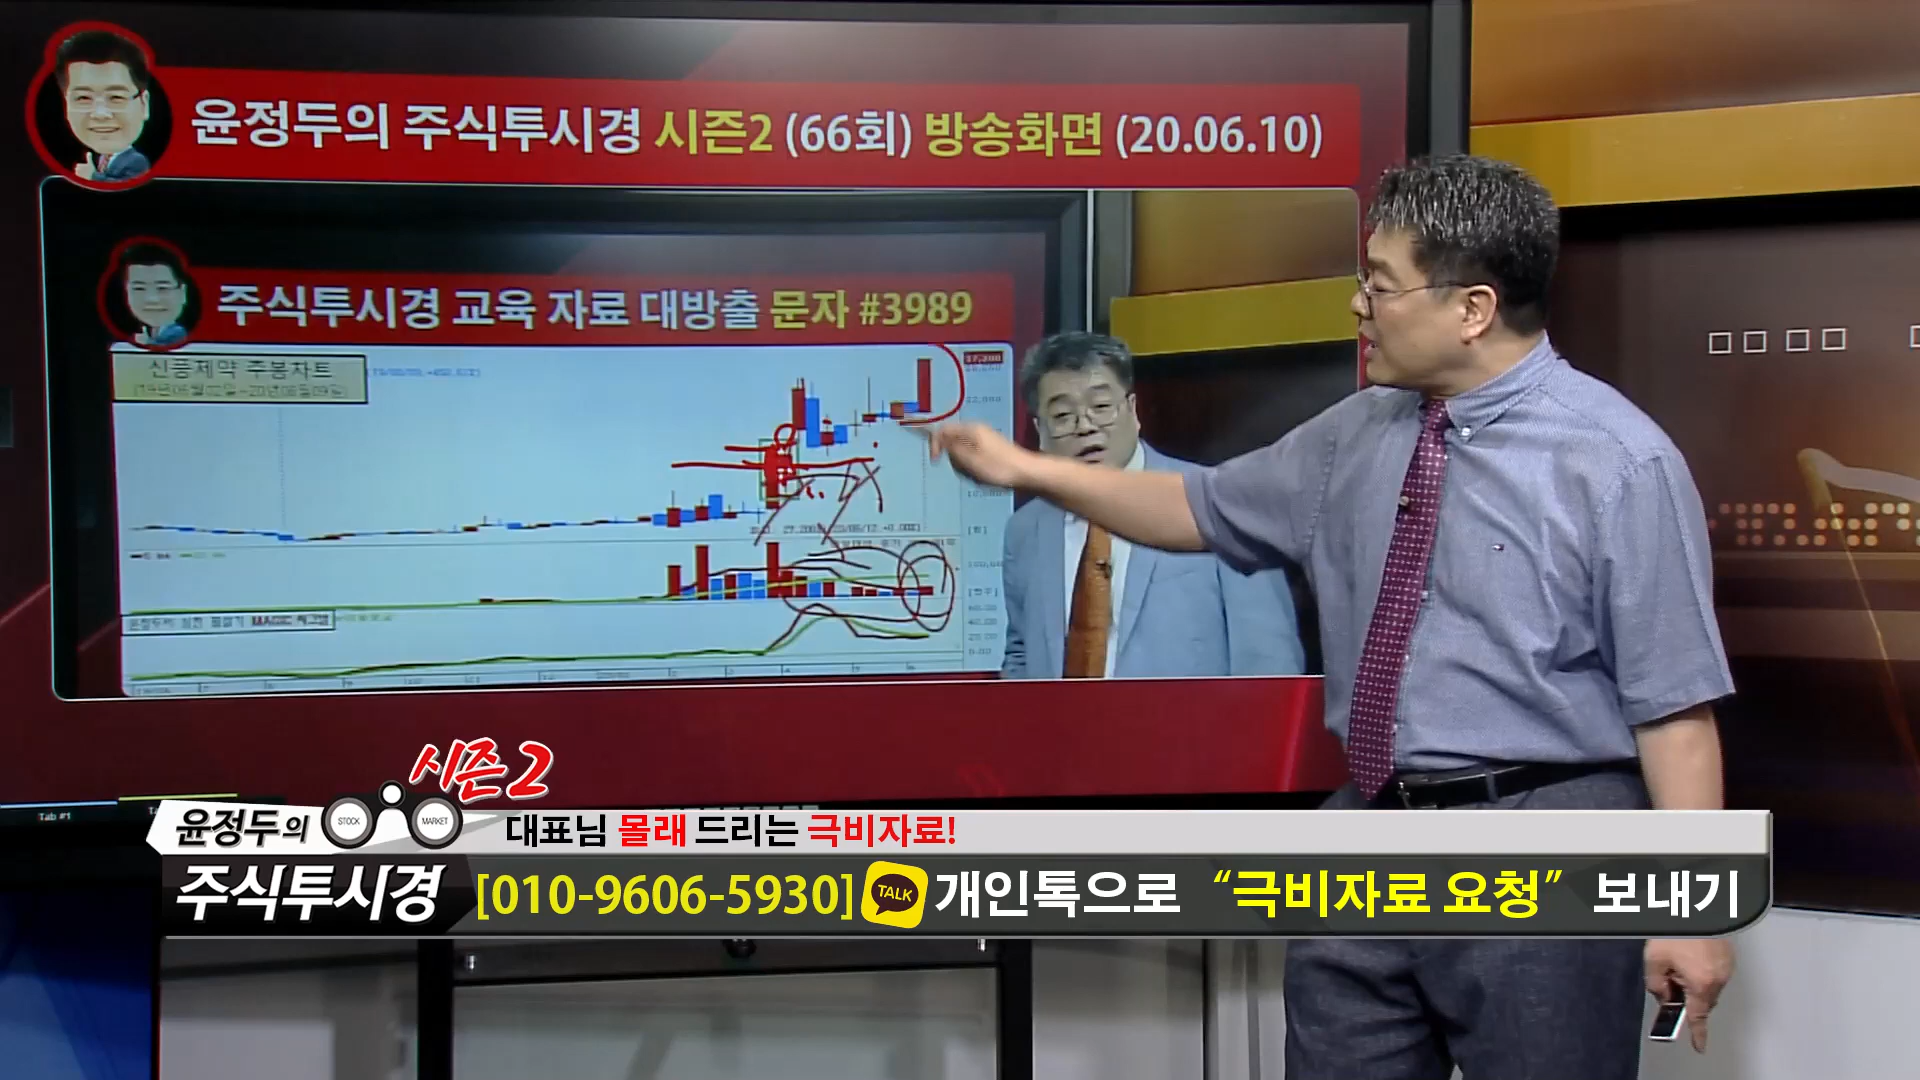 윤정두의 주식투시경 시즌2 (66회) 방송화면 (20.06.10)
주식투시경 교육 자료 대방출 문자 #3989
신풍제약 주봉차트
Tab #1
시즌2
윤정두의
STOCK
MARKET
주식투시경
대표님 몰래 드리는 극비자료!
[010-9606-5930] TALK 개인톡으로 “극비자료 요청” 보내기